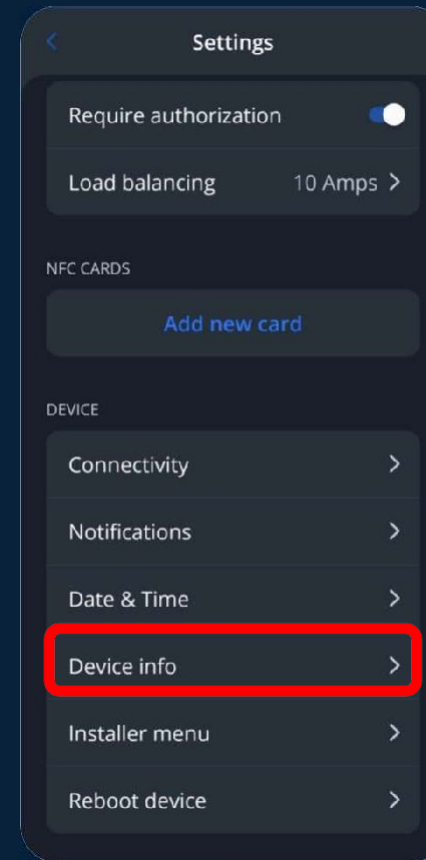 Settings
Require authorization
Load balancing 10 Amps >
NFC CARDS
Add new card
DEVICE
Connectivity >
Notifications >
Date & Time >
Device info >
Installer menu >
Reboot device >